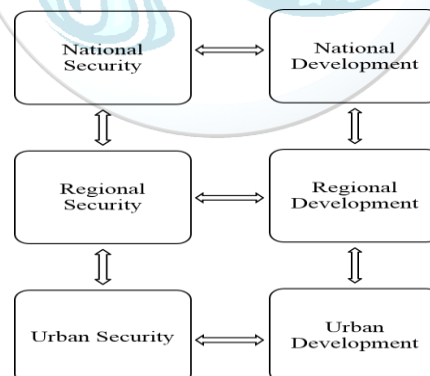 National
Security
National
Development
Regional
Security
Regional
Development
Urban Security
Urban
Development